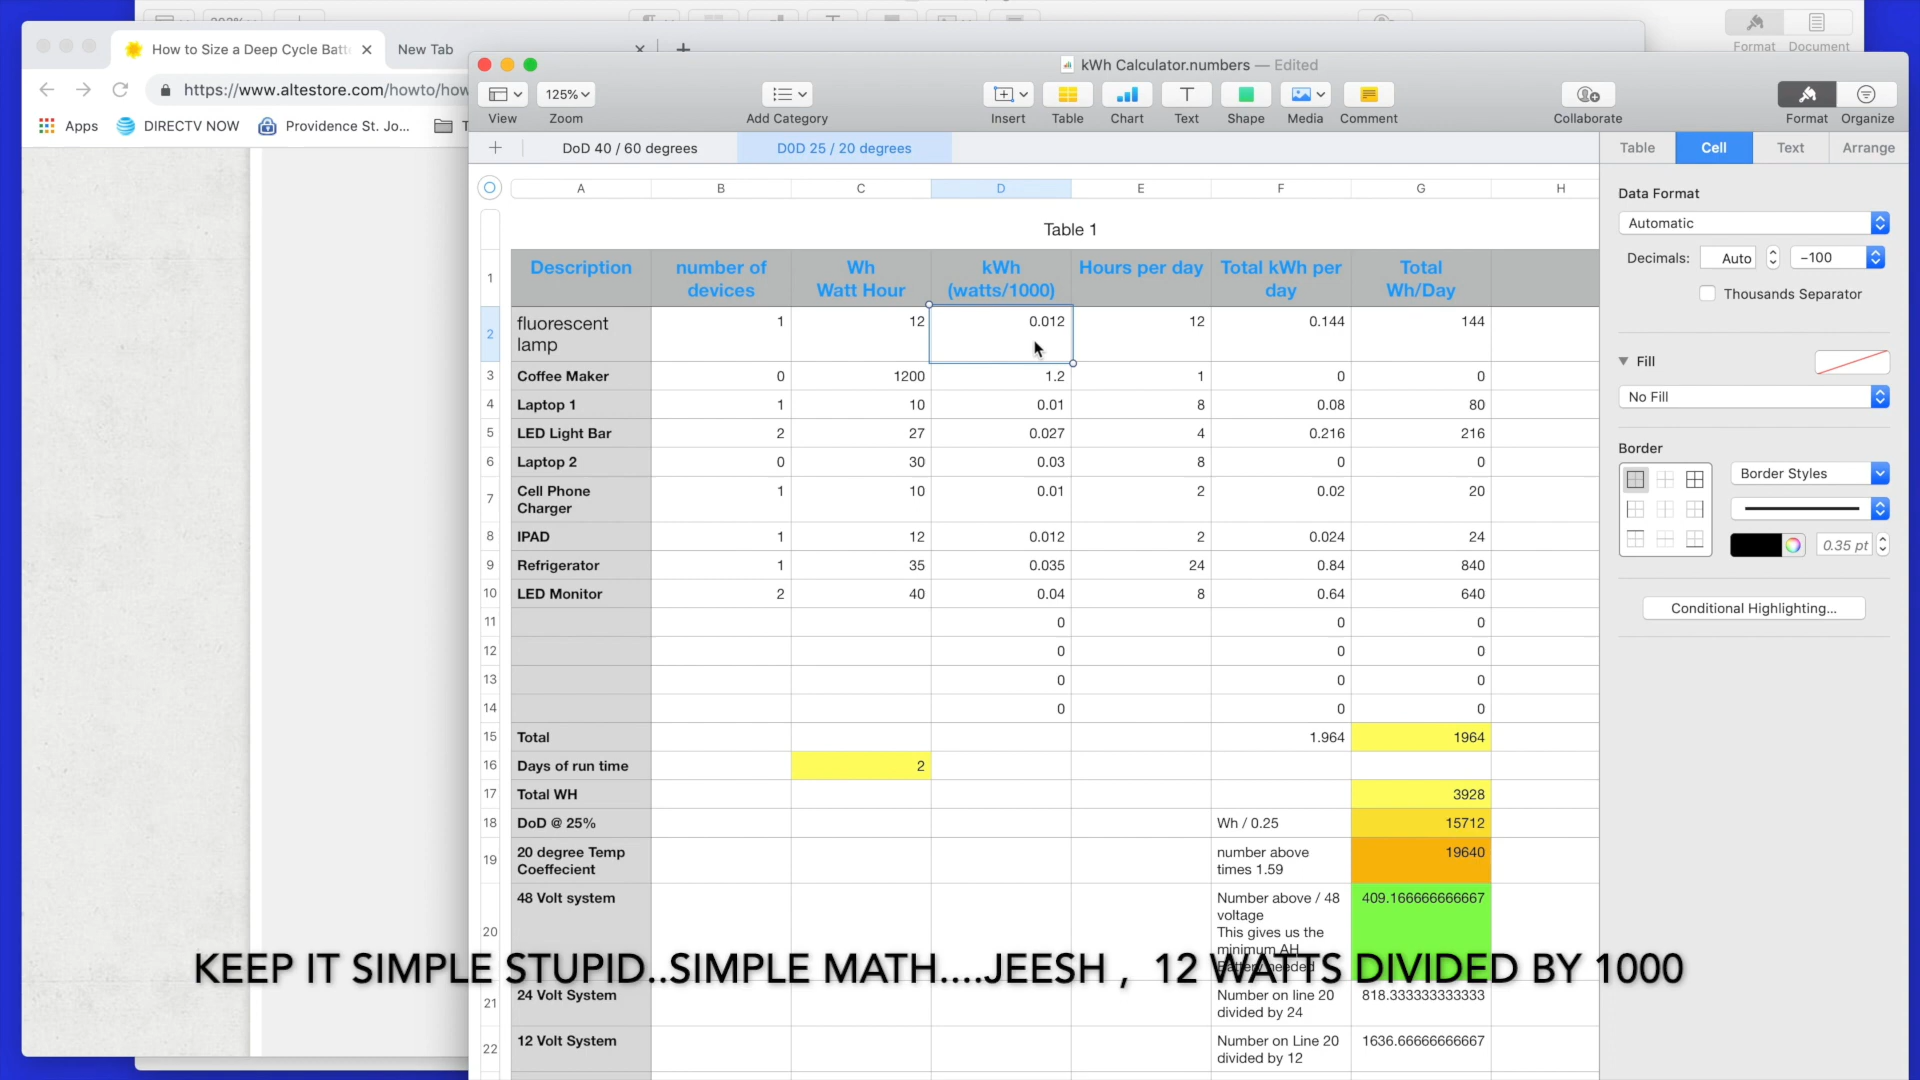 How to Size a Deep Cycle Batt
New Tab
https://www.altestore.com/howto/how
Apps
DIRECTV NOW
Providence St. Jo...
Format
Document
kWh Calculator.numbers — Edited
125%
View
Zoom
Add Category
Insert
Table
Chart
Text
Shape
Media
Comment
Collaborate
Format
Organize
DoD 40 / 60 degrees
D0D 25 / 20 degrees
Table
Cell
Text
Arrange
A B C D E F G H
Table 1
1 Description number of devices Wh Watt Hour kWh (watts/1000) Hours per day Total kWh per day Total Wh/Day
2 fluorescent lamp 1 12 0.012 12 0.144 144
3 Coffee Maker 0 1200 1.2 1 0 0
4 Laptop 1 1 10 0.01 8 0.08 80
5 LED Light Bar 2 27 0.027 4 0.216 216
6 Laptop 2 0 30 0.03 8 0 0
7 Cell Phone Charger 1 10 0.01 2 0.02 20
8 IPAD 1 12 0.012 2 0.024 24
9 Refrigerator 1 35 0.035 24 0.84 840
10 LED Monitor 2 40 0.04 8 0.64 640
11 0 0 0
12 0 0 0
13 0 0 0
14 0 0 0
15 Total 1.964 1964
16 Days of run time 2
17 Total WH 3928
18 DoD @ 25% Wh / 0.25 15712
19 20 degree Temp Coeffecient number above times 1.59 19640
20 48 Volt system Number above / 48 voltage This gives us the minimum AH Battery needed 409.166666666667
KEEP IT SIMPLE STUPID..SIMPLE MATH....JEESH , 12 WATTS DIVIDED BY 1000
21 24 Volt System Number on line 20 divided by 24 818.333333333333
22 12 Volt System Number on Line 20 divided by 12 1636.66666666667
Data Format
Automatic
Decimals: Auto −100
Thousands Separator
Fill
No Fill
Border
Border Styles
0.35 pt
Conditional Highlighting...